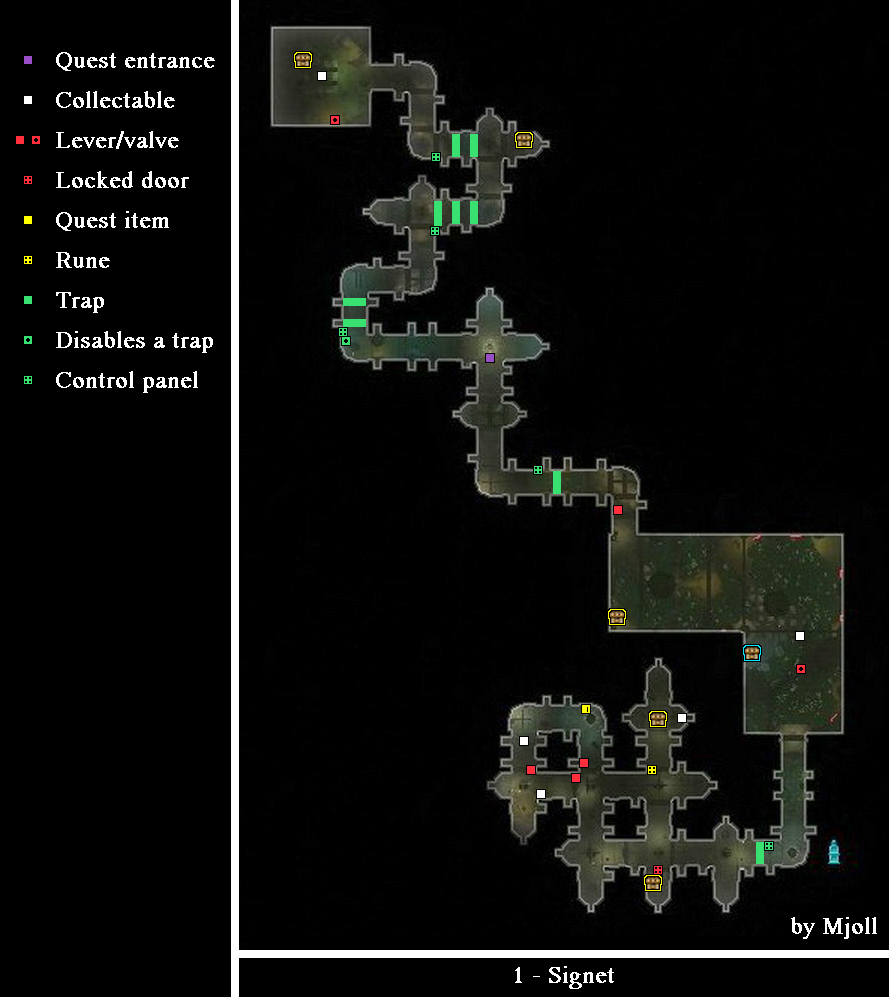 Quest entrance
Collectable
Lever/valve
Locked door
Quest item
Rune
Trap
Disables a trap
Control panel
by Mjoll
1 - Signet